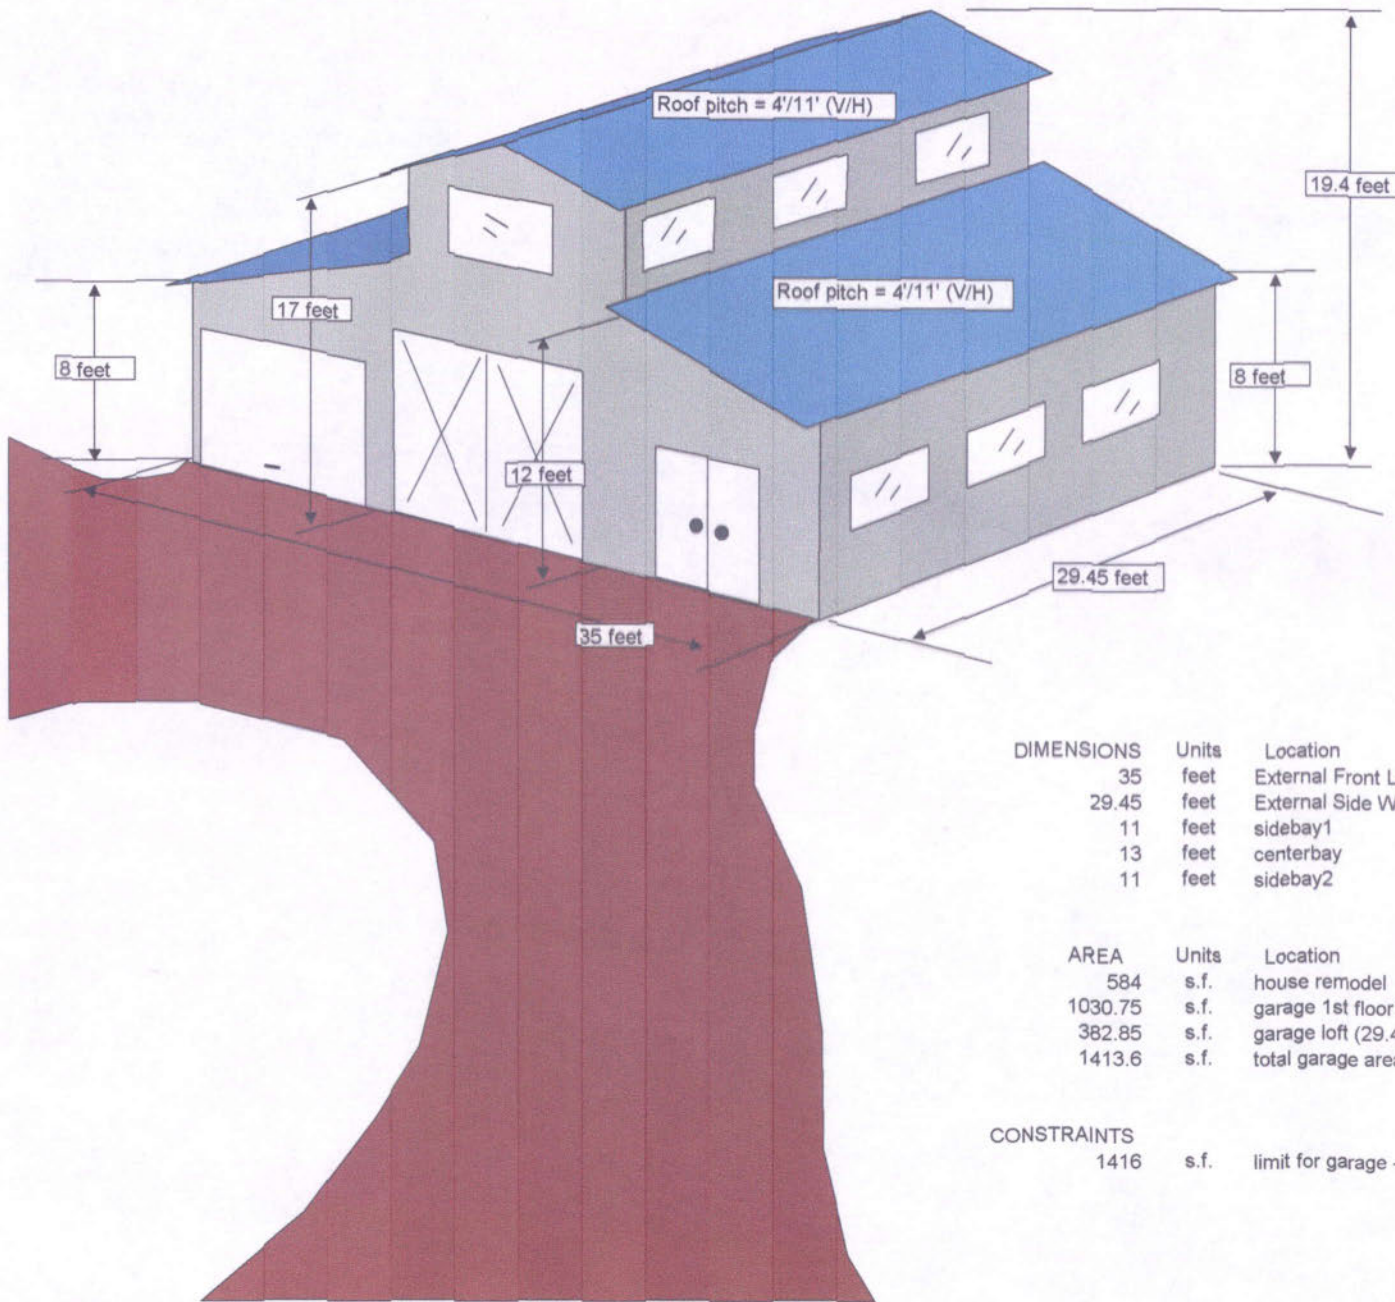 Roof pitch = 4'/11' (V/H)
19.4 feet
Roof pitch = 4'/11' (V/H)
17 feet
8 feet
8 feet
12 feet
29.45 feet
35 feet
DIMENSIONS Units Location
35 feet External Front L
29.45 feet External Side W
11 feet sidebay1
13 feet centerbay
11 feet sidebay2
AREA Units Location
584 s.f. house remodel
1030.75 s.f. garage 1st floor
382.85 s.f. garage loft (29.4
1413.6 s.f. total garage area
CONSTRAINTS
1416 s.f. limit for garage -